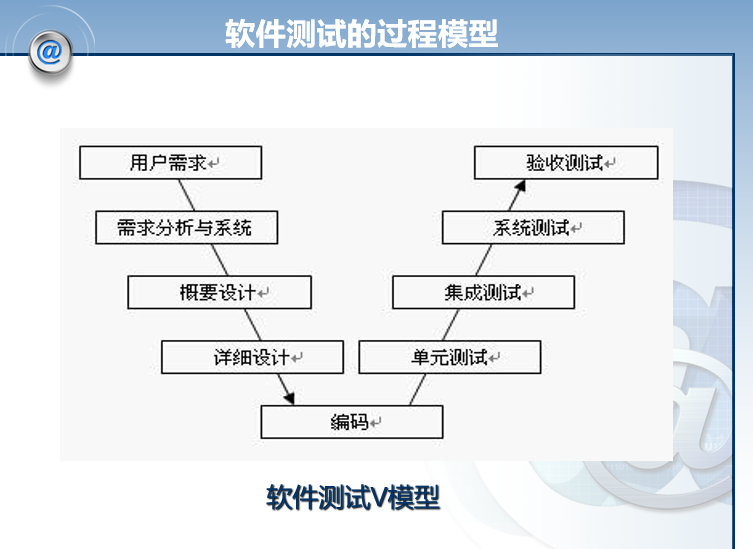 软件测试的过程模型
@
用户需求↵
验收测试↵
需求分析与系统
系统测试↵
概要设计↵
集成测试↵
详细设计↵
单元测试↵
编码↵
软件测试V模型